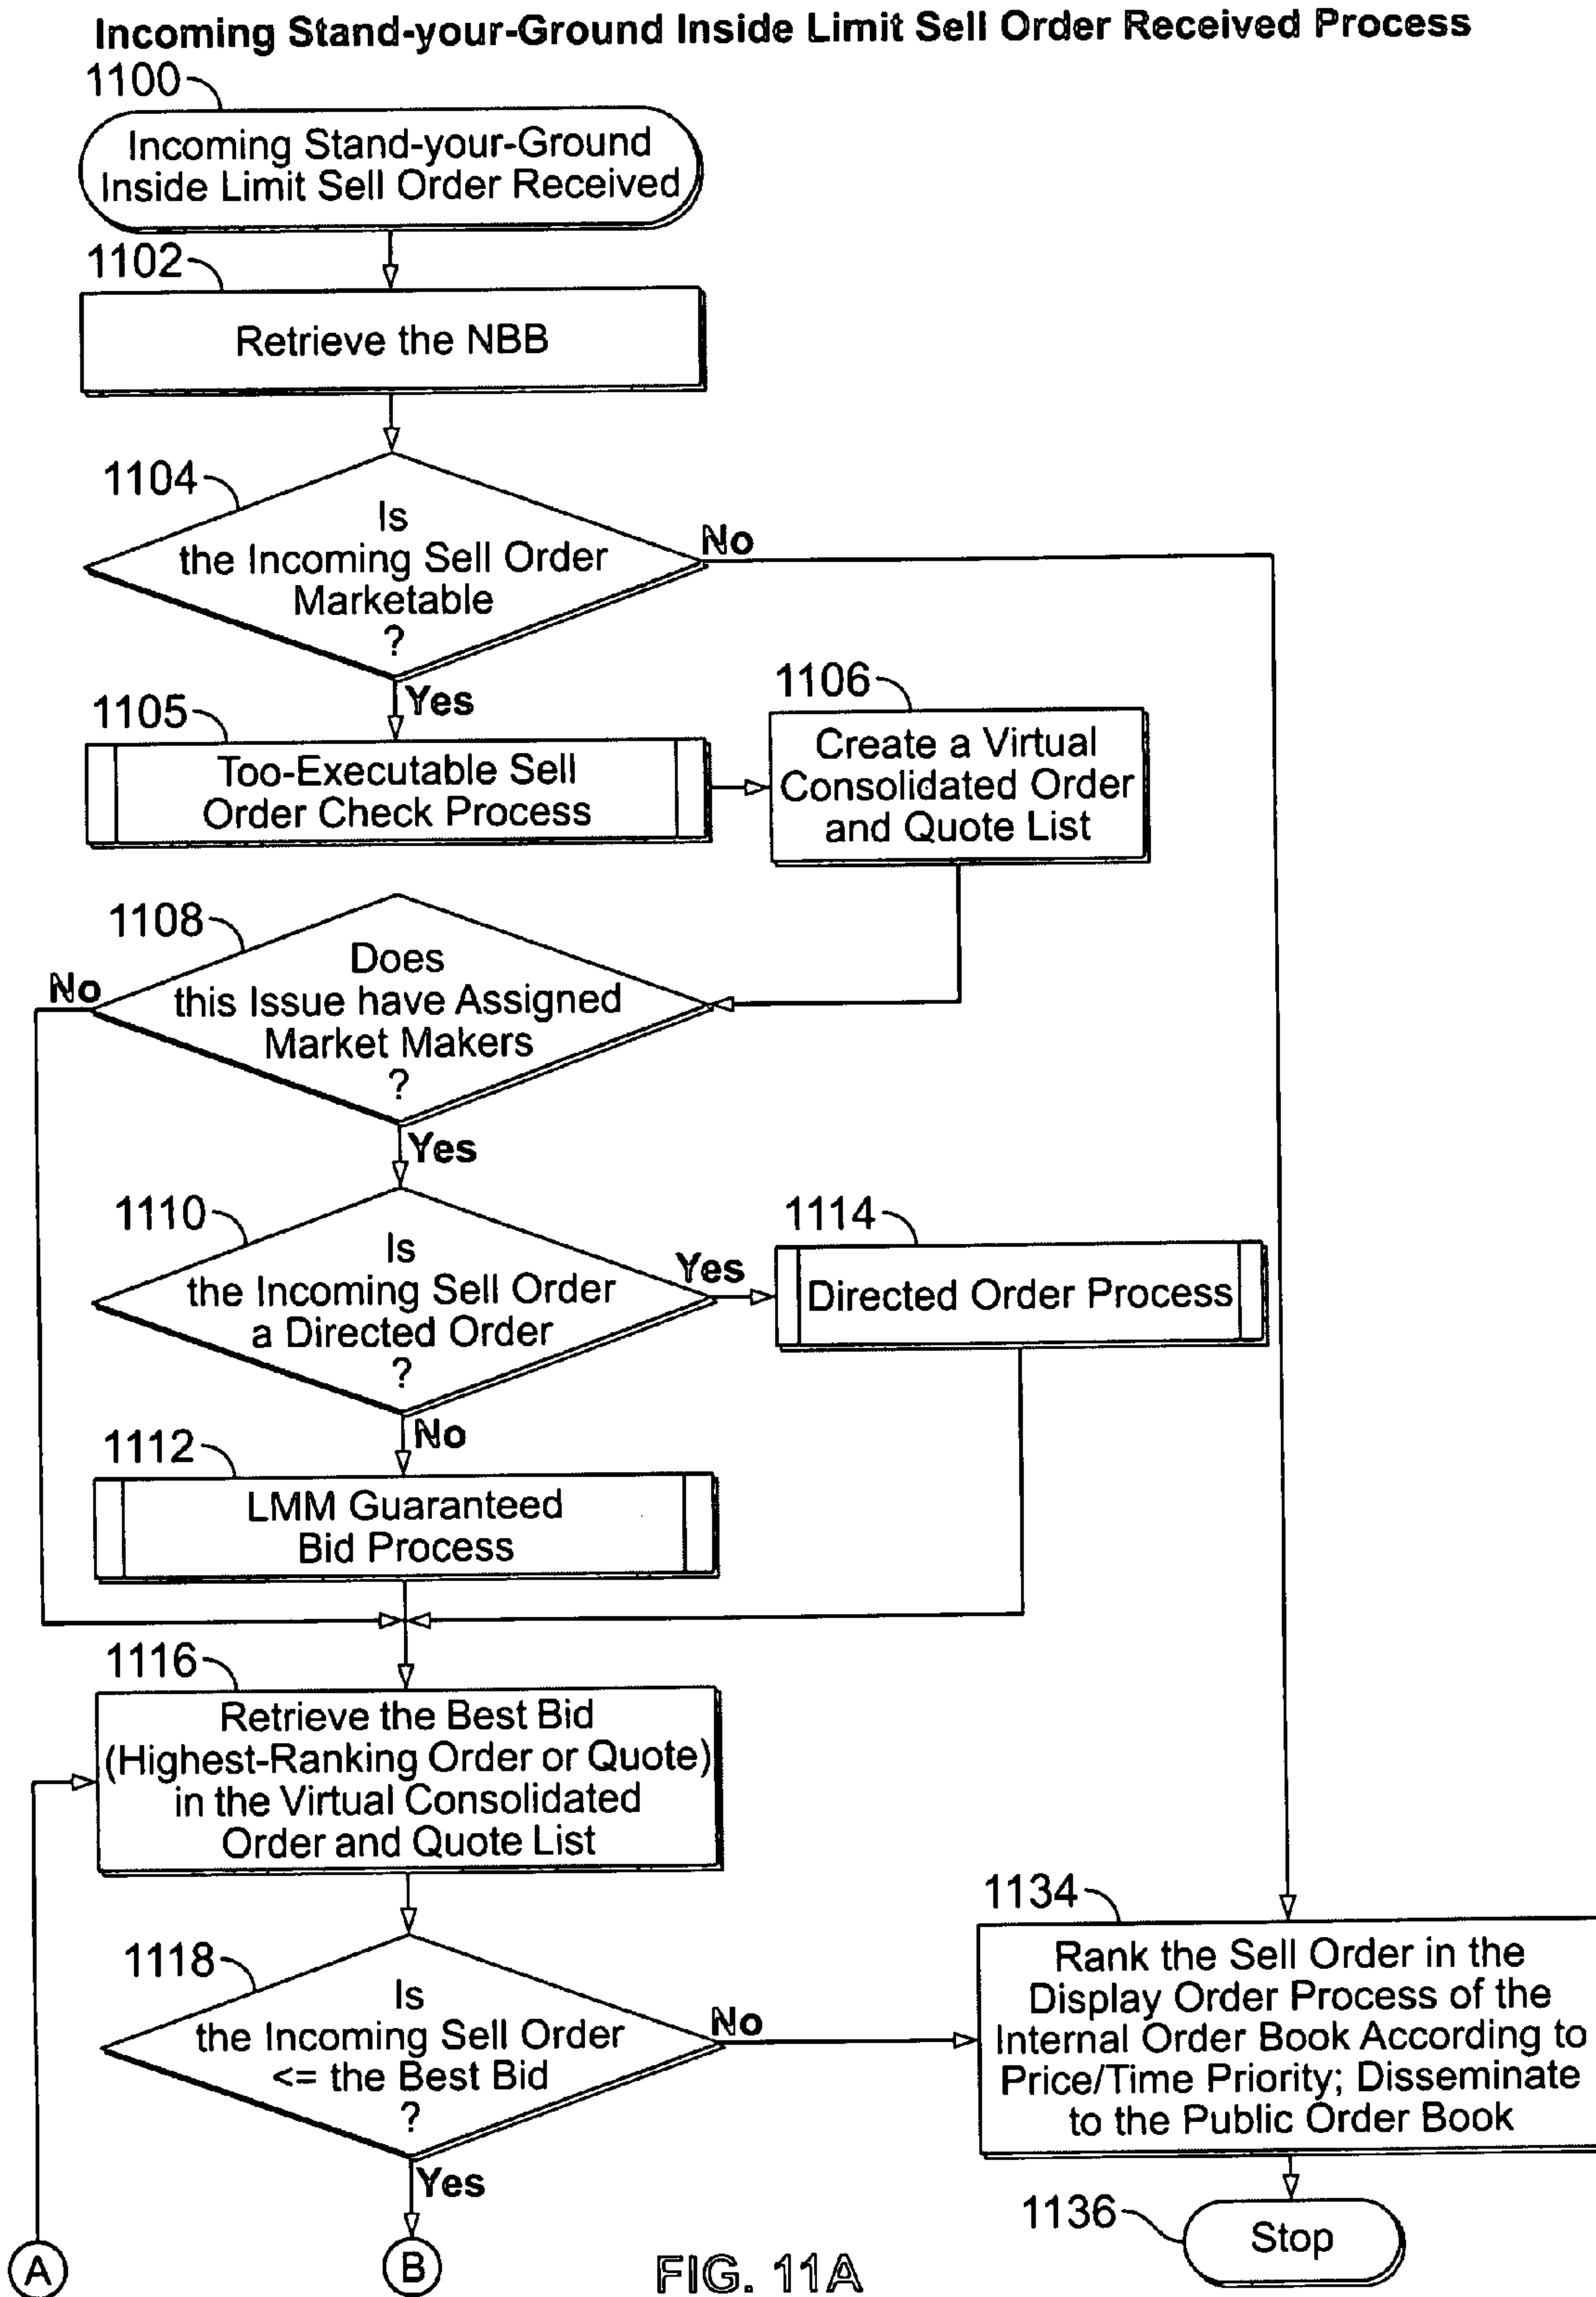 Incoming Stand-your-Ground Inside Limit Sell Order Received Process
1100
Incoming Stand-your-Ground
Inside Limit Sell Order Received
1102
Retrieve the NBB
1104
Is
the Incoming Sell Order
Marketable
?
No
Yes
1105
Too-Executable Sell
Order Check Process
1106
Create a Virtual
Consolidated Order
and Quote List
1108
Does
this Issue have Assigned
Market Makers
?
No
Yes
1110
Is
the Incoming Sell Order
a Directed Order
?
Yes
1114
Directed Order Process
No
1112
LMM Guaranteed
Bid Process
1116
Retrieve the Best Bid
(Highest-Ranking Order or Quote)
in the Virtual Consolidated
Order and Quote List
1118
Is
the Incoming Sell Order
<= the Best Bid
?
No
Yes
1134
Rank the Sell Order in the
Display Order Process of the
Internal Order Book According to
Price/Time Priority; Disseminate
to the Public Order Book
1136
Stop
A
B
FIG. 11A